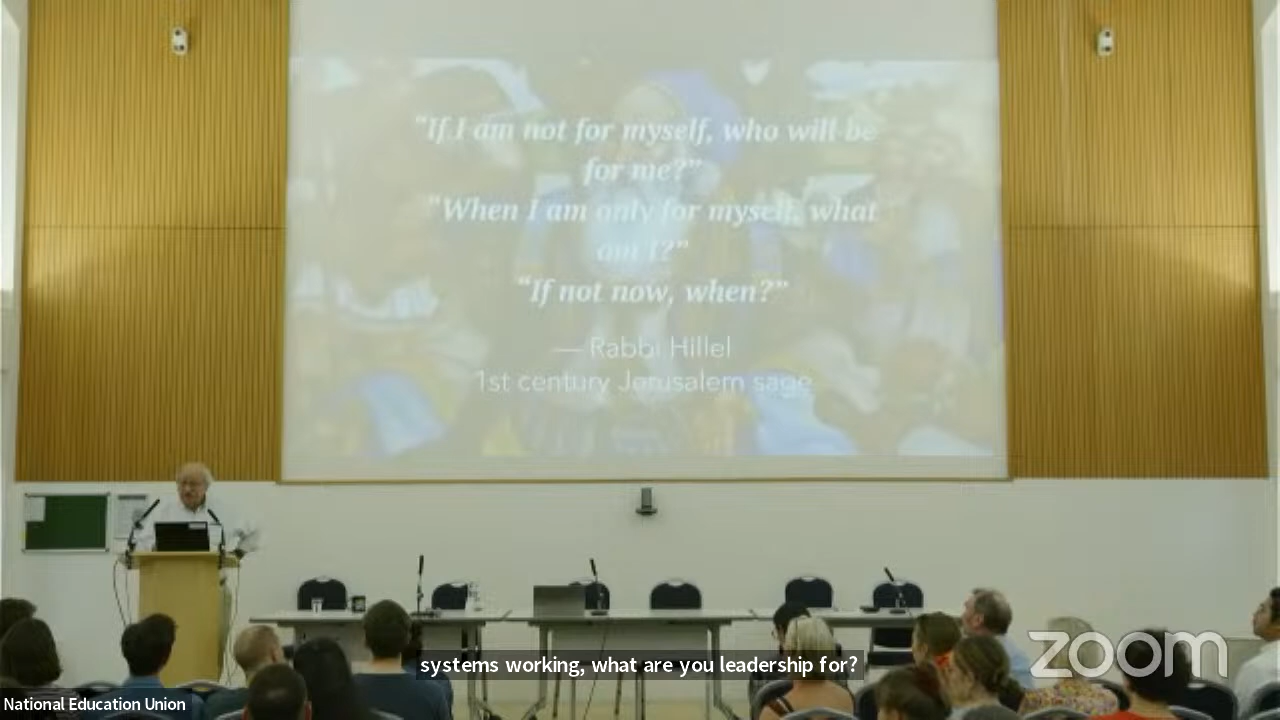 “If I am not for myself, who will be
for me?”
“When I am only for myself, what
am I?”
“If not now, when?”
— Rabbi Hillel
1st century Jerusalem sage
systems working, what are you leadership for?
zoom
National Education Union